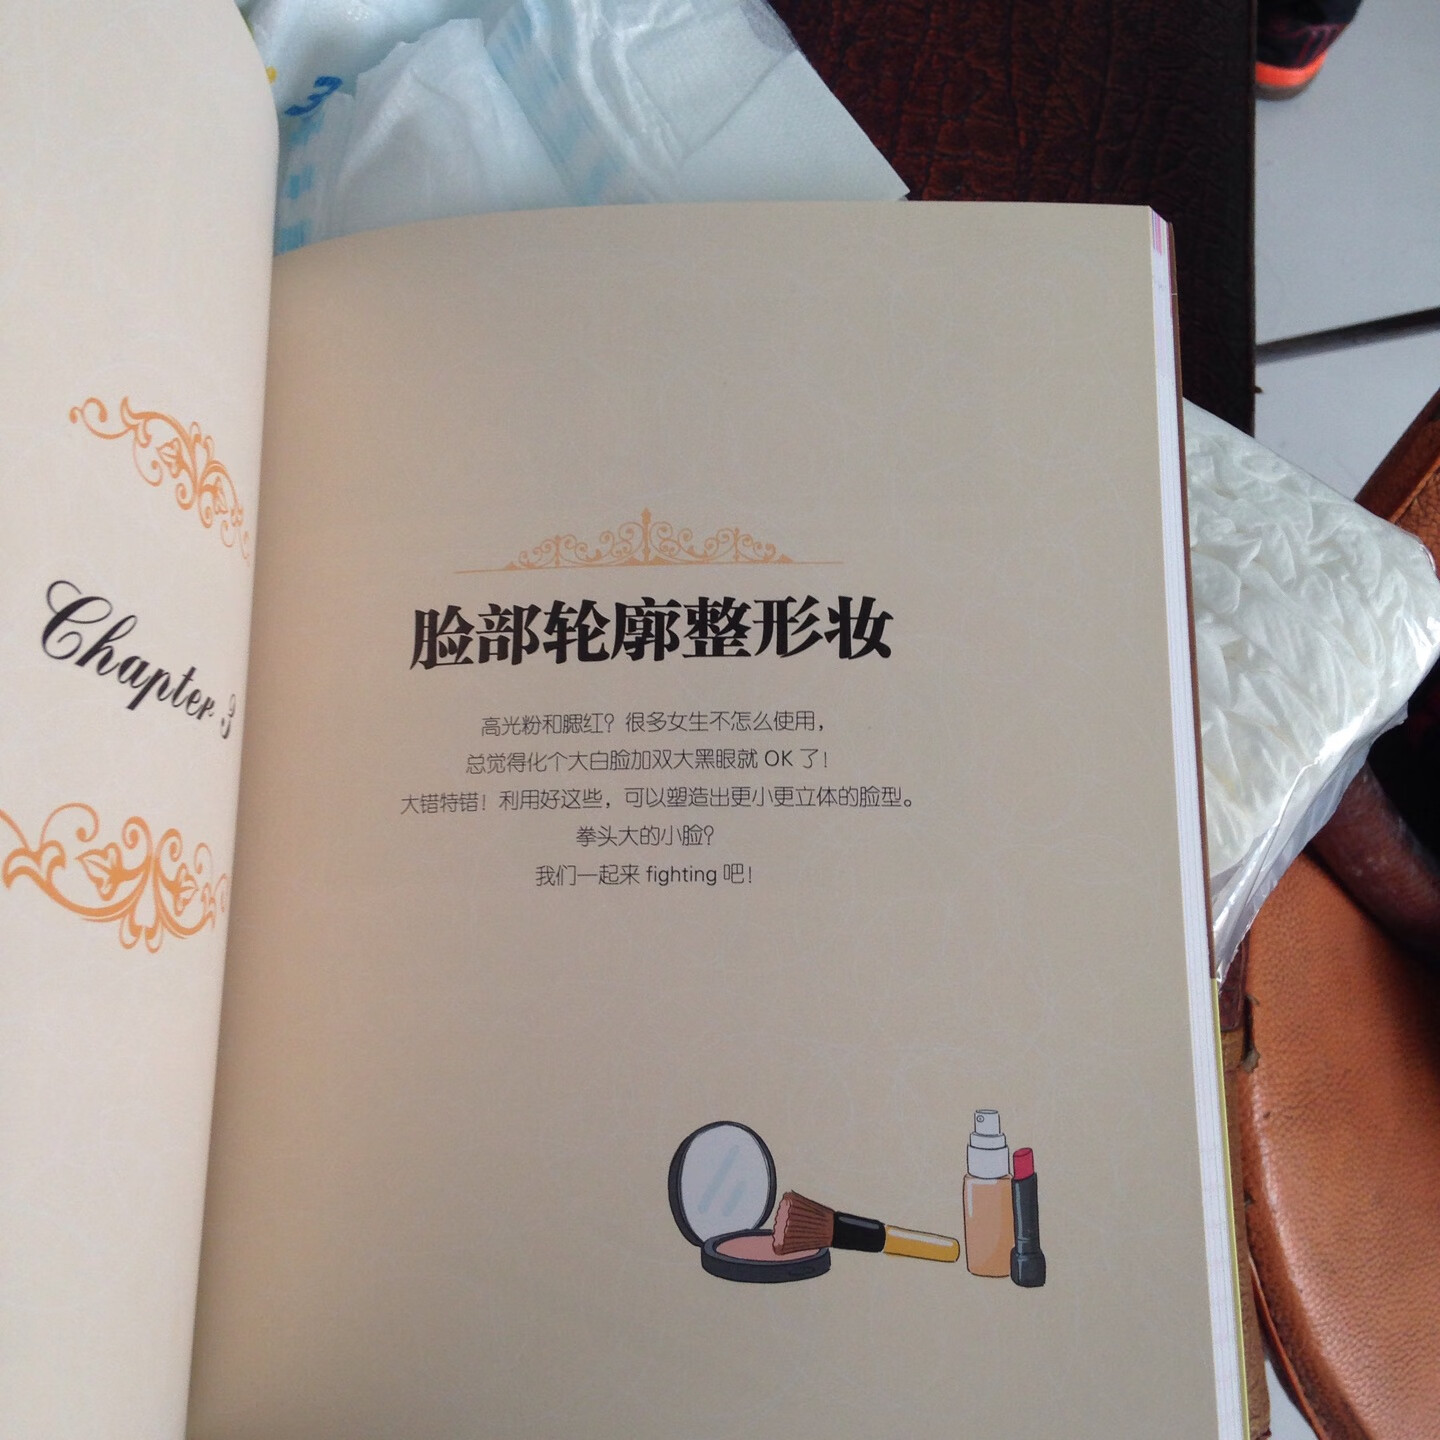 Chapter 3
脸部轮廓整形妆
高光粉和腮红？很多女生不怎么使用，
总觉得化个大白脸加双大黑眼就 OK 了！
大错特错！利用好这些，可以塑造出更小更立体的脸型。
拳头大的小脸？
我们一起来 fighting 吧！